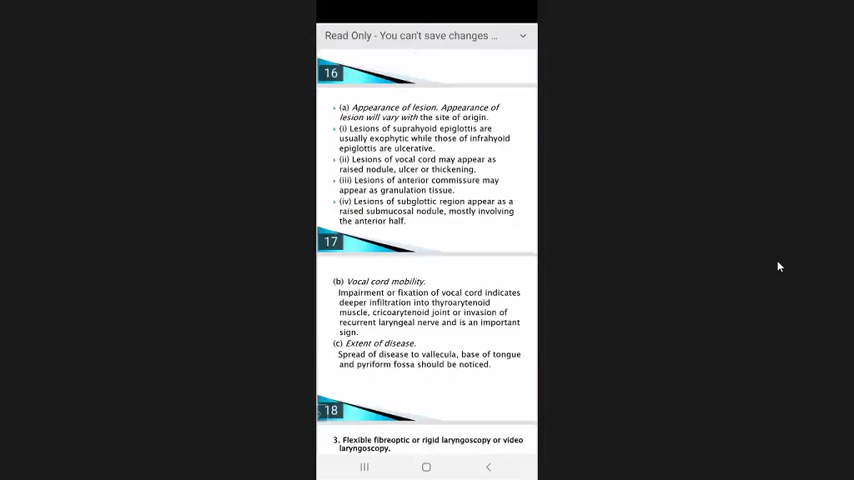 Read Only - You can't save changes ...
16
(a) Appearance of lesion. Appearance of
lesion will vary with the site of origin.
(i) Lesions of suprahyoid epiglottis are
usually exophytic while those of infrahyoid
epiglottis are ulcerative.
(ii) Lesions of vocal cord may appear as
raised nodule, ulcer or thickening.
(iii) Lesions of anterior commissure may
appear as granulation tissue.
(iv) Lesions of subglottic region appear as a
raised submucosal nodule, mostly involving
the anterior half.
17
(b) Vocal cord mobility.
Impairment or fixation of vocal cord indicates
deeper infiltration into thyroarytenoid
muscle, cricoarytenoid joint or invasion of
recurrent laryngeal nerve and is an important
sign.
(c) Extent of disease.
Spread of disease to vallecula, base of tongue
and pyriform fossa should be noticed.
18
3. Flexible fibreoptic or rigid laryngoscopy or video
laryngoscopy.